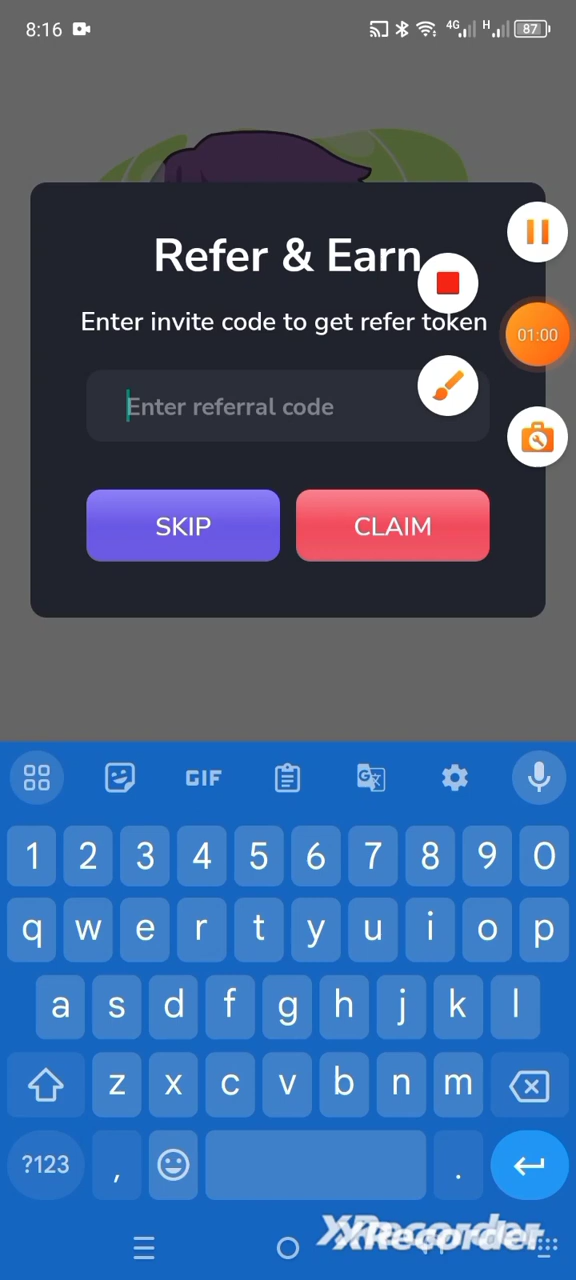 8:16 4G H 87
Refer & Earn
Enter invite code to get refer token
01:00
Enter referral code
SKIP CLAIM
GIF
1 2 3 4 5 6 7 8 9 0
q w e r t y u i o p
a s d f g h j k l
z x c v b n m
?123 , .
XRecorder